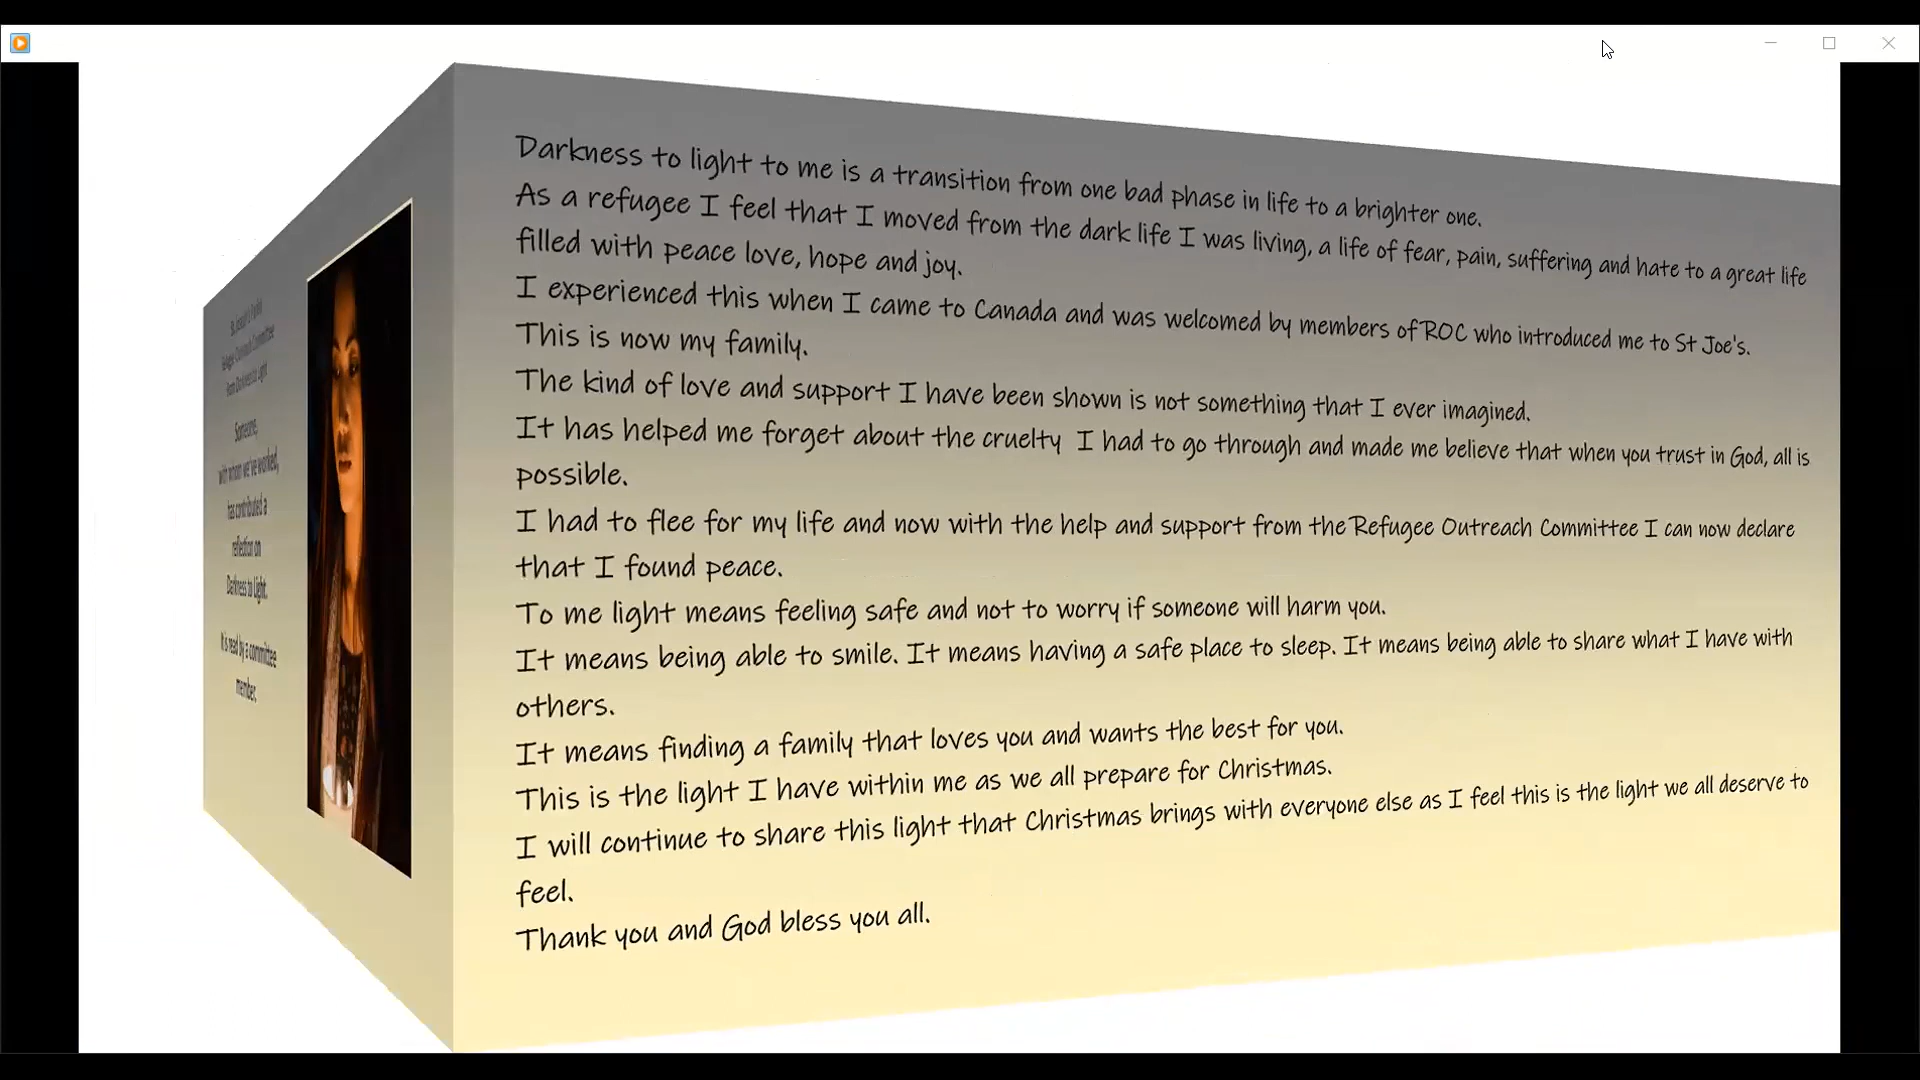 St. Joseph's Parish
Refugee Outreach Committee
From Darkness to Light
Someone,
with whom we've worked,
has contributed a
reflection on
Darkness to Light.
It is read by a committee
member.
Darkness to light to me is a transition from one bad phase in life to a brighter one.
As a refugee I feel that I moved from the dark life I was living, a life of fear, pain, suffering and hate to a great life
filled with peace love, hope and joy.
I experienced this when I came to Canada and was welcomed by members of ROC who introduced me to St Joe's.
This is now my family.
The kind of love and support I have been shown is not something that I ever imagined.
It has helped me forget about the cruelty I had to go through and made me believe that when you trust in God, all is
possible.
I had to flee for my life and now with the help and support from the Refugee Outreach Committee I can now declare
that I found peace.
To me light means feeling safe and not to worry if someone will harm you.
It means being able to smile. It means having a safe place to sleep. It means being able to share what I have with
others.
It means finding a family that loves you and wants the best for you.
This is the light I have within me as we all prepare for Christmas.
I will continue to share this light that Christmas brings with everyone else as I feel this is the light we all deserve to
feel.
Thank you and God bless you all.